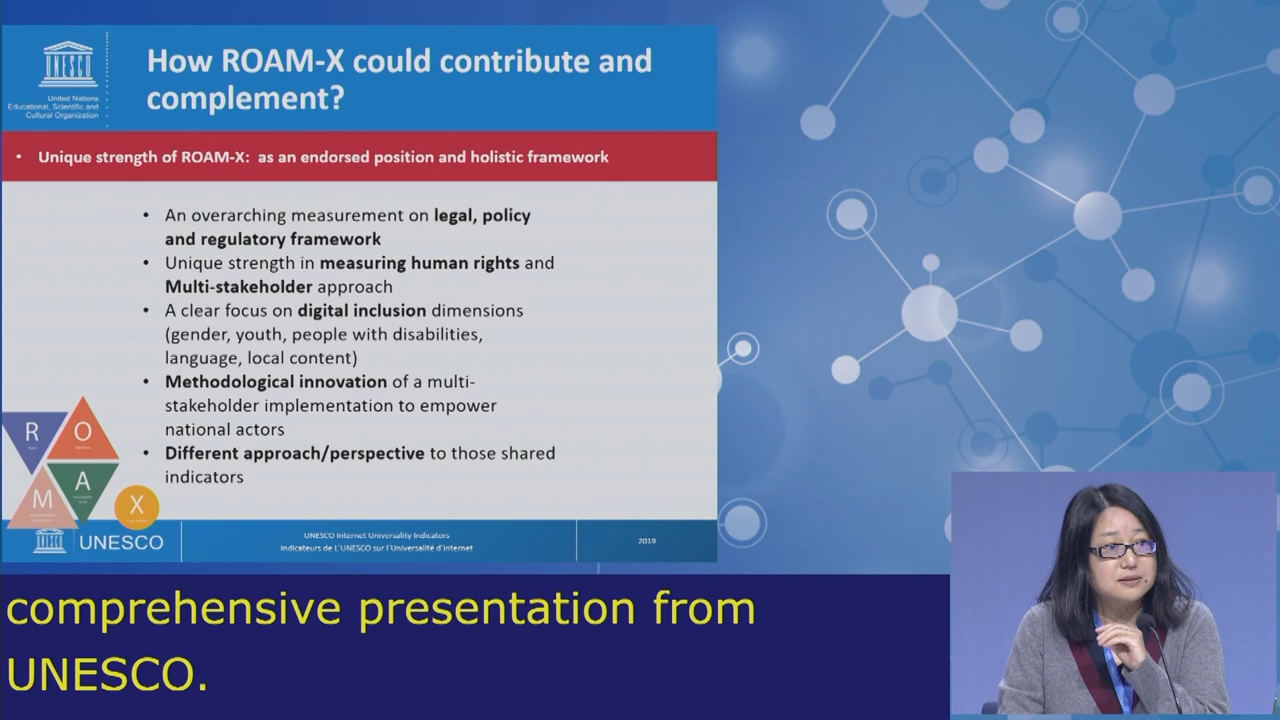 UNESCO
United Nations
Educational, Scientific and
Cultural Organization
How ROAM-X could contribute and
complement?
• Unique strength of ROAM-X: as an endorsed position and holistic framework
• An overarching measurement on legal, policy
and regulatory framework
• Unique strength in measuring human rights and
Multi-stakeholder approach
• A clear focus on digital inclusion dimensions
(gender, youth, people with disabilities,
language, local content)
• Methodological innovation of a multi-
stakeholder implementation to empower
national actors
• Different approach/perspective to those shared
indicators
R
O
A
M
X
UNESCO
UNESCO Internet Universality Indicators
Indicateurs de L'UNESCO sur l'Universalité d'Internet
2019
comprehensive presentation from
UNESCO.